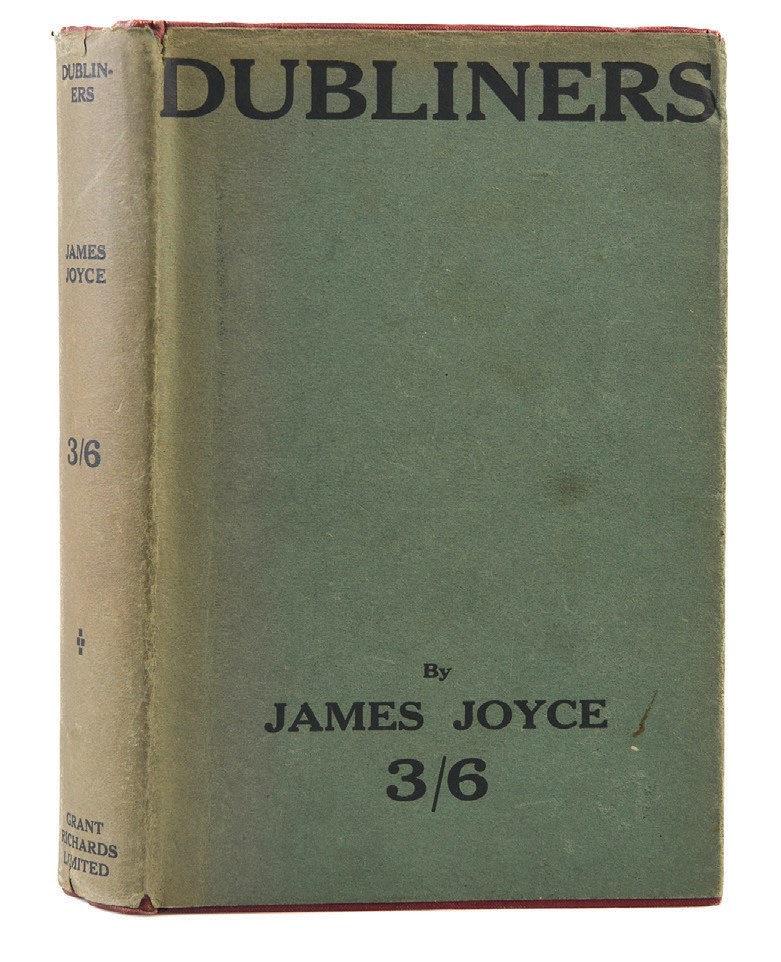 DUBLIN-
ERS
JAMES
JOYCE
3/6
GRANT
RICHARDS
LIMITED
DUBLINERS
By
JAMES JOYCE
3/6